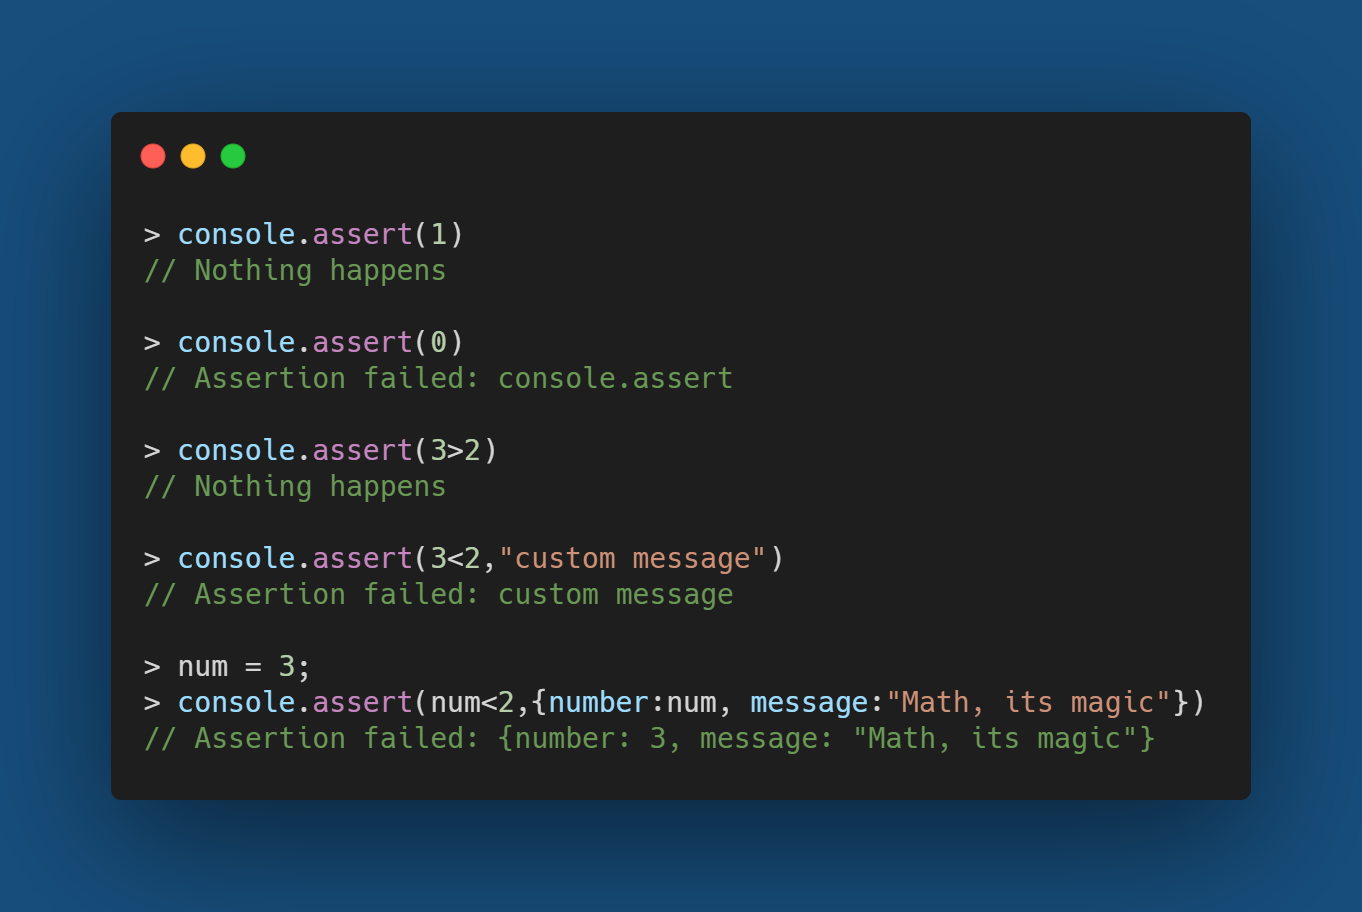 > console.assert(1)
// Nothing happens
> console.assert(0)
// Assertion failed: console.assert
> console.assert(3>2)
// Nothing happens
> console.assert(3<2,"custom message")
// Assertion failed: custom message
> num = 3;
> console.assert(num<2,{number:num, message:"Math, its magic"})
// Assertion failed: {number: 3, message: "Math, its magic"}